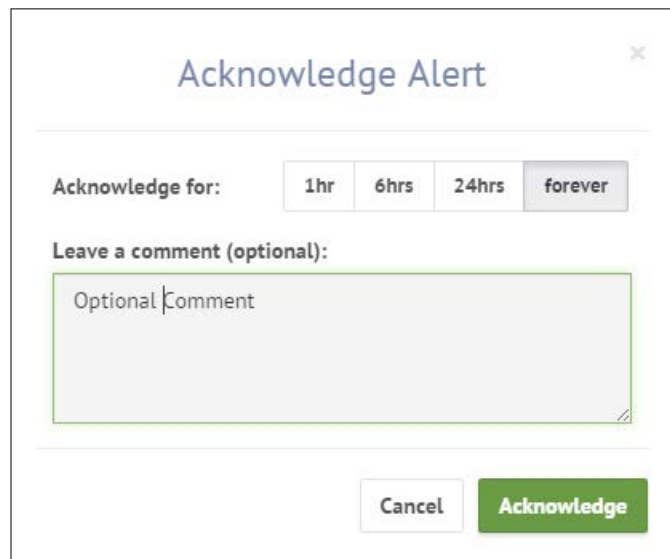 Acknowledge Alert
×
Acknowledge for: 1hr 6hrs 24hrs forever
Leave a comment (optional):
Optional Comment
Cancel Acknowledge